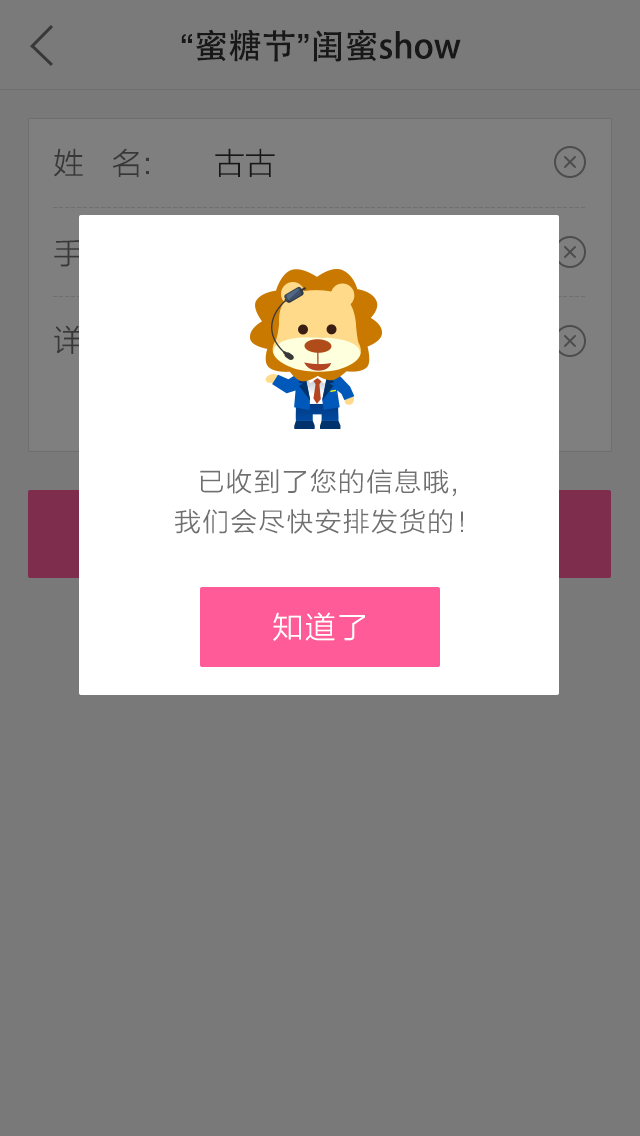 “蜜糖节”闺蜜show
姓 名: 古古
手
详
已收到了您的信息哦,
我们会尽快安排发货的!
知道了